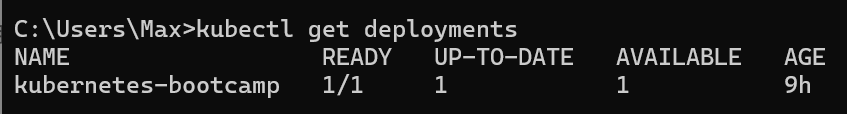 C:\Users\Max>kubectl get deployments
NAME READY UP-TO-DATE AVAILABLE AGE
kubernetes-bootcamp 1/1 1 1 9h